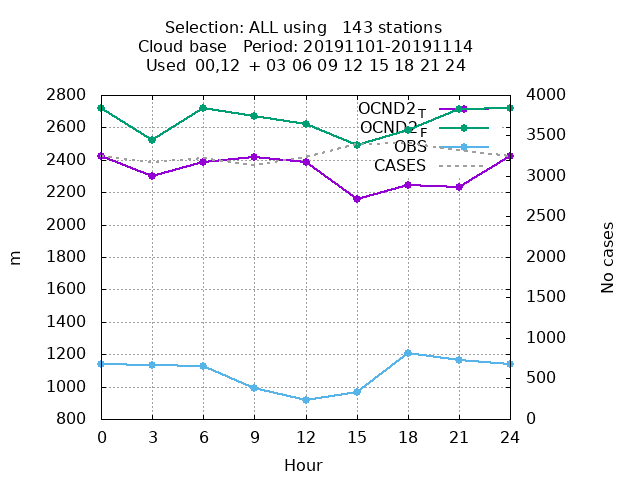 Selection: ALL using   143 stations
Cloud base   Period: 20191101-20191114
Used  00,12  + 03 06 09 12 15 18 21 24
2800 4000
2600 3500
2400 3000
2200 2500
2000
1800 2000
1600 1500
1400
1200 1000
1000 500
800 0
OCND2_T
OCND2_F
OBS
CASES
m
No cases
0 3 6 9 12 15 18 21 24
Hour